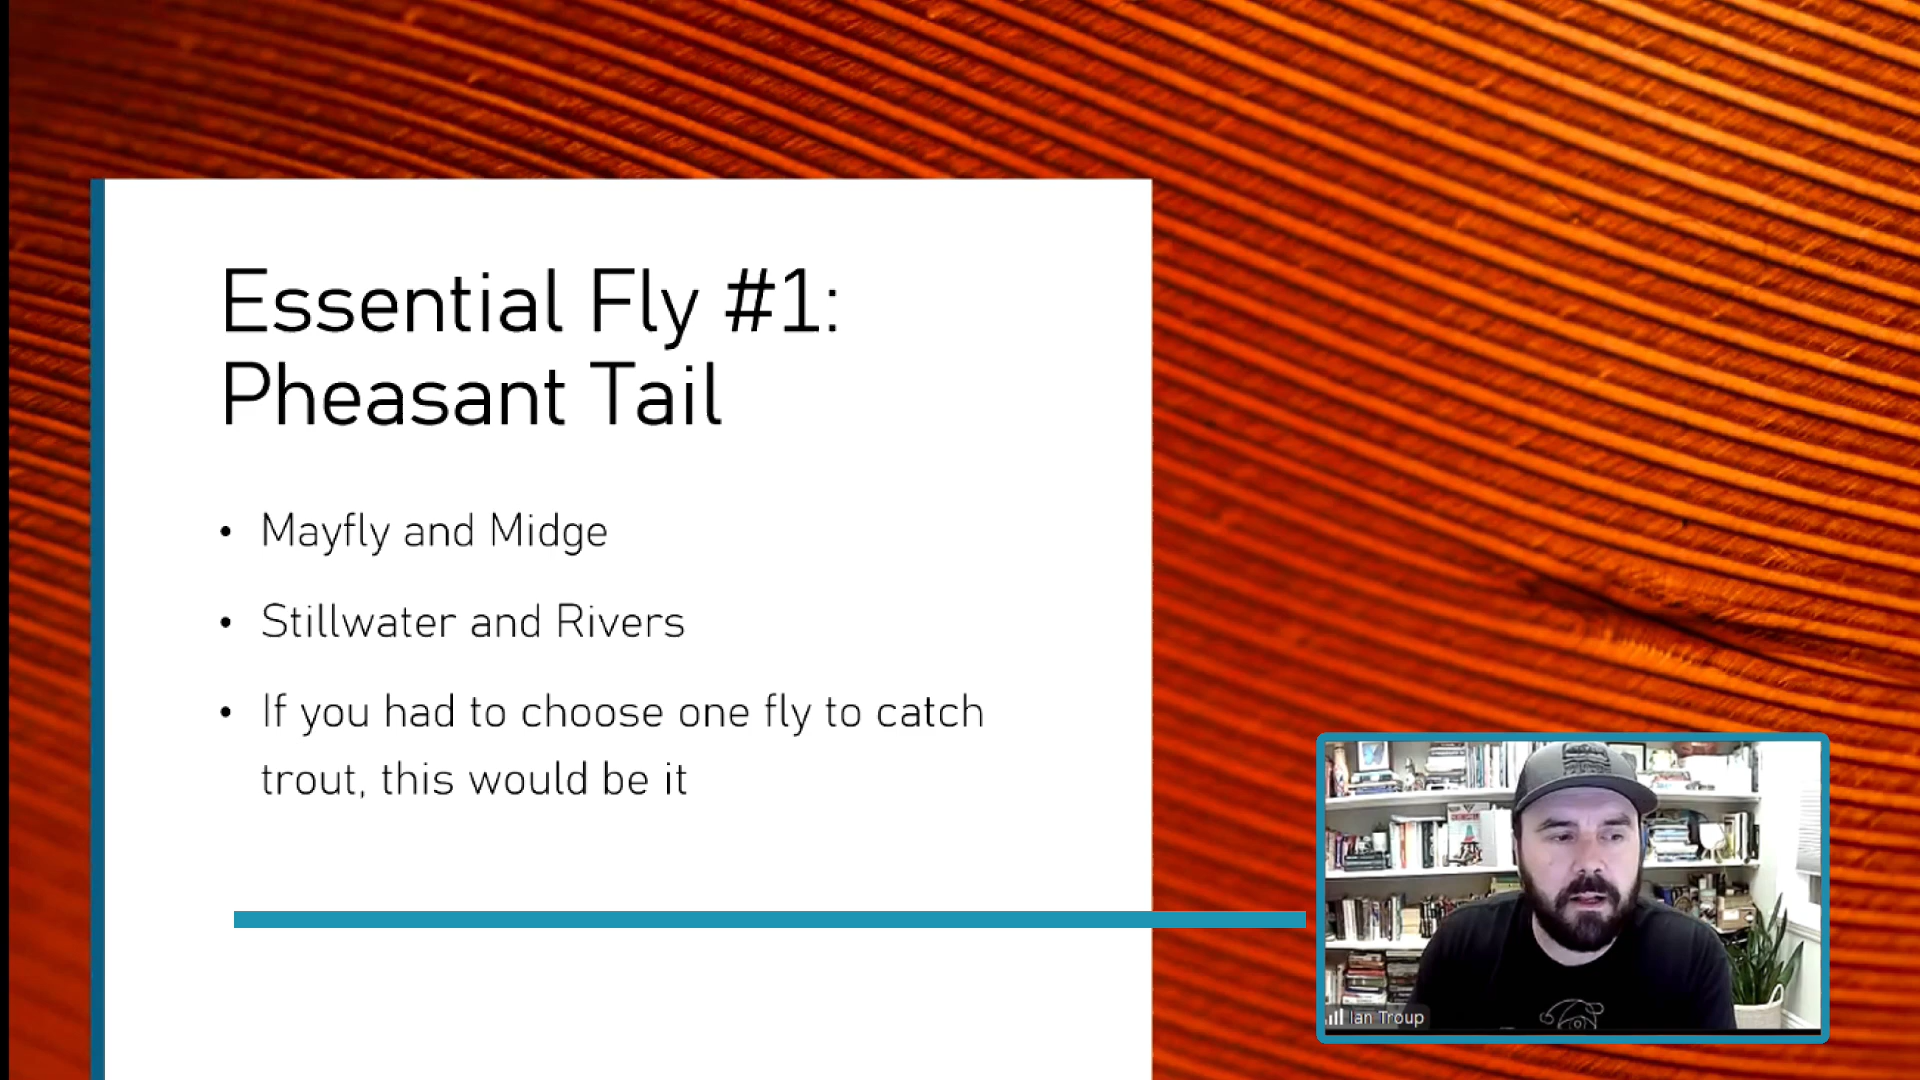 Essential Fly #1:
Pheasant Tail
• Mayfly and Midge
• Stillwater and Rivers
• If you had to choose one fly to catch
trout, this would be it
Ian Troup